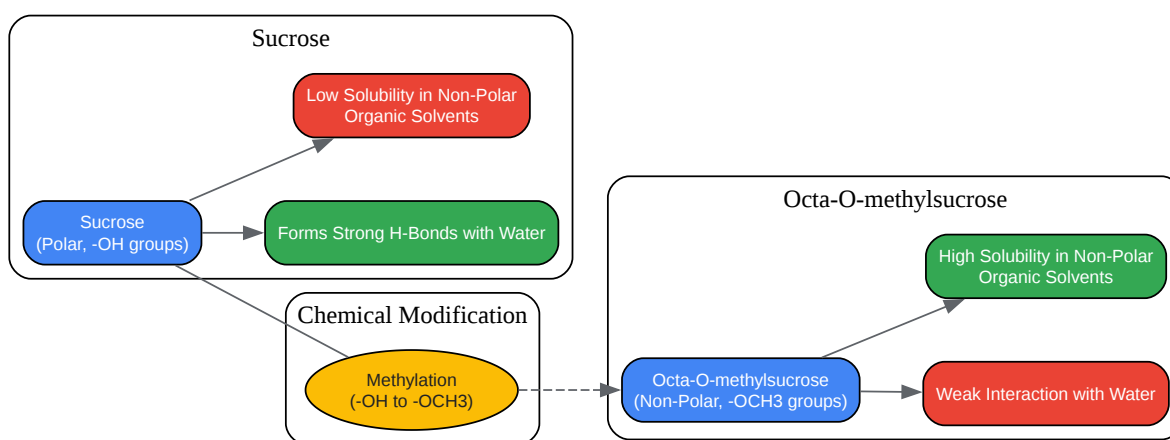 Sucrose
Low Solubility in Non-Polar
Organic Solvents
Sucrose
(Polar, -OH groups)
Forms Strong H-Bonds with Water
Chemical Modification
Methylation
(-OH to -OCH3)
Octa-O-methylsucrose
High Solubility in Non-Polar
Organic Solvents
Octa-O-methylsucrose
(Non-Polar, -OCH3 groups)
Weak Interaction with Water